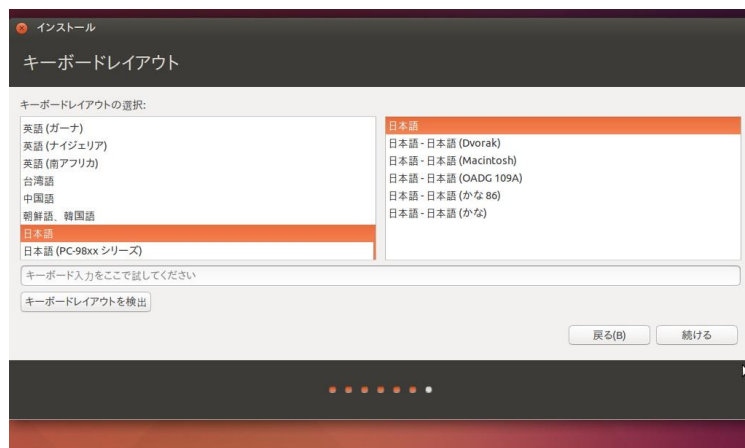 インストール
キーボードレイアウト
キーボードレイアウトの選択:
英語 (ガーナ)
英語 (ナイジェリア)
英語 (南アフリカ)
台湾語
中国語
朝鮮語、韓国語
日本語
日本語 (PC-98xx シリーズ)
日本語
日本語 - 日本語 (Dvorak)
日本語 - 日本語 (Macintosh)
日本語 - 日本語 (OADG 109A)
日本語 - 日本語 (かな 86)
日本語 - 日本語 (かな)
キーボード入力をここで試してください
キーボードレイアウトを検出
戻る(B)
続ける